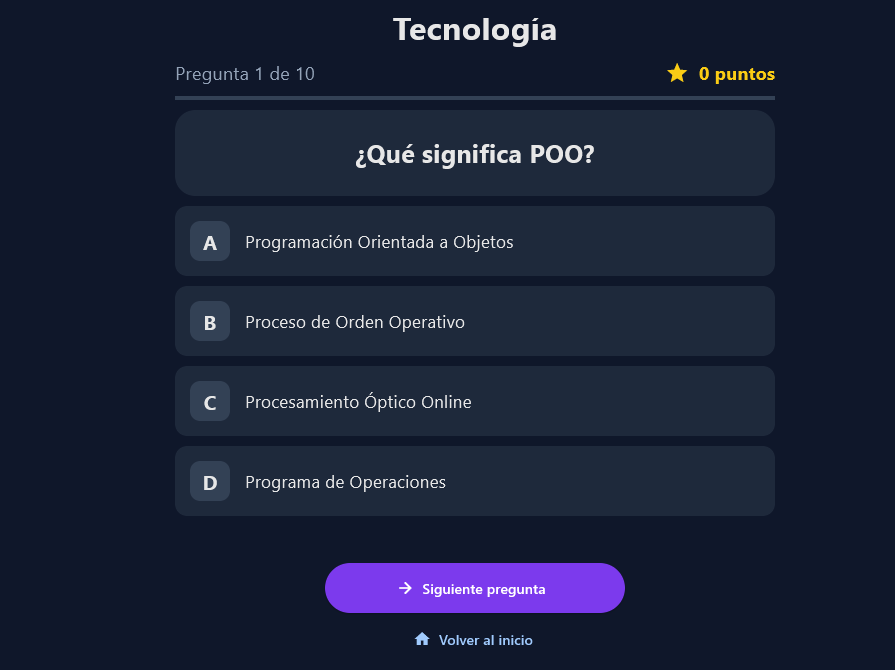 Tecnología
Pregunta 1 de 10
0 puntos
¿Qué significa POO?
A
Programación Orientada a Objetos
B
Proceso de Orden Operativo
C
Procesamiento Óptico Online
D
Programa de Operaciones
Siguiente pregunta
Volver al inicio